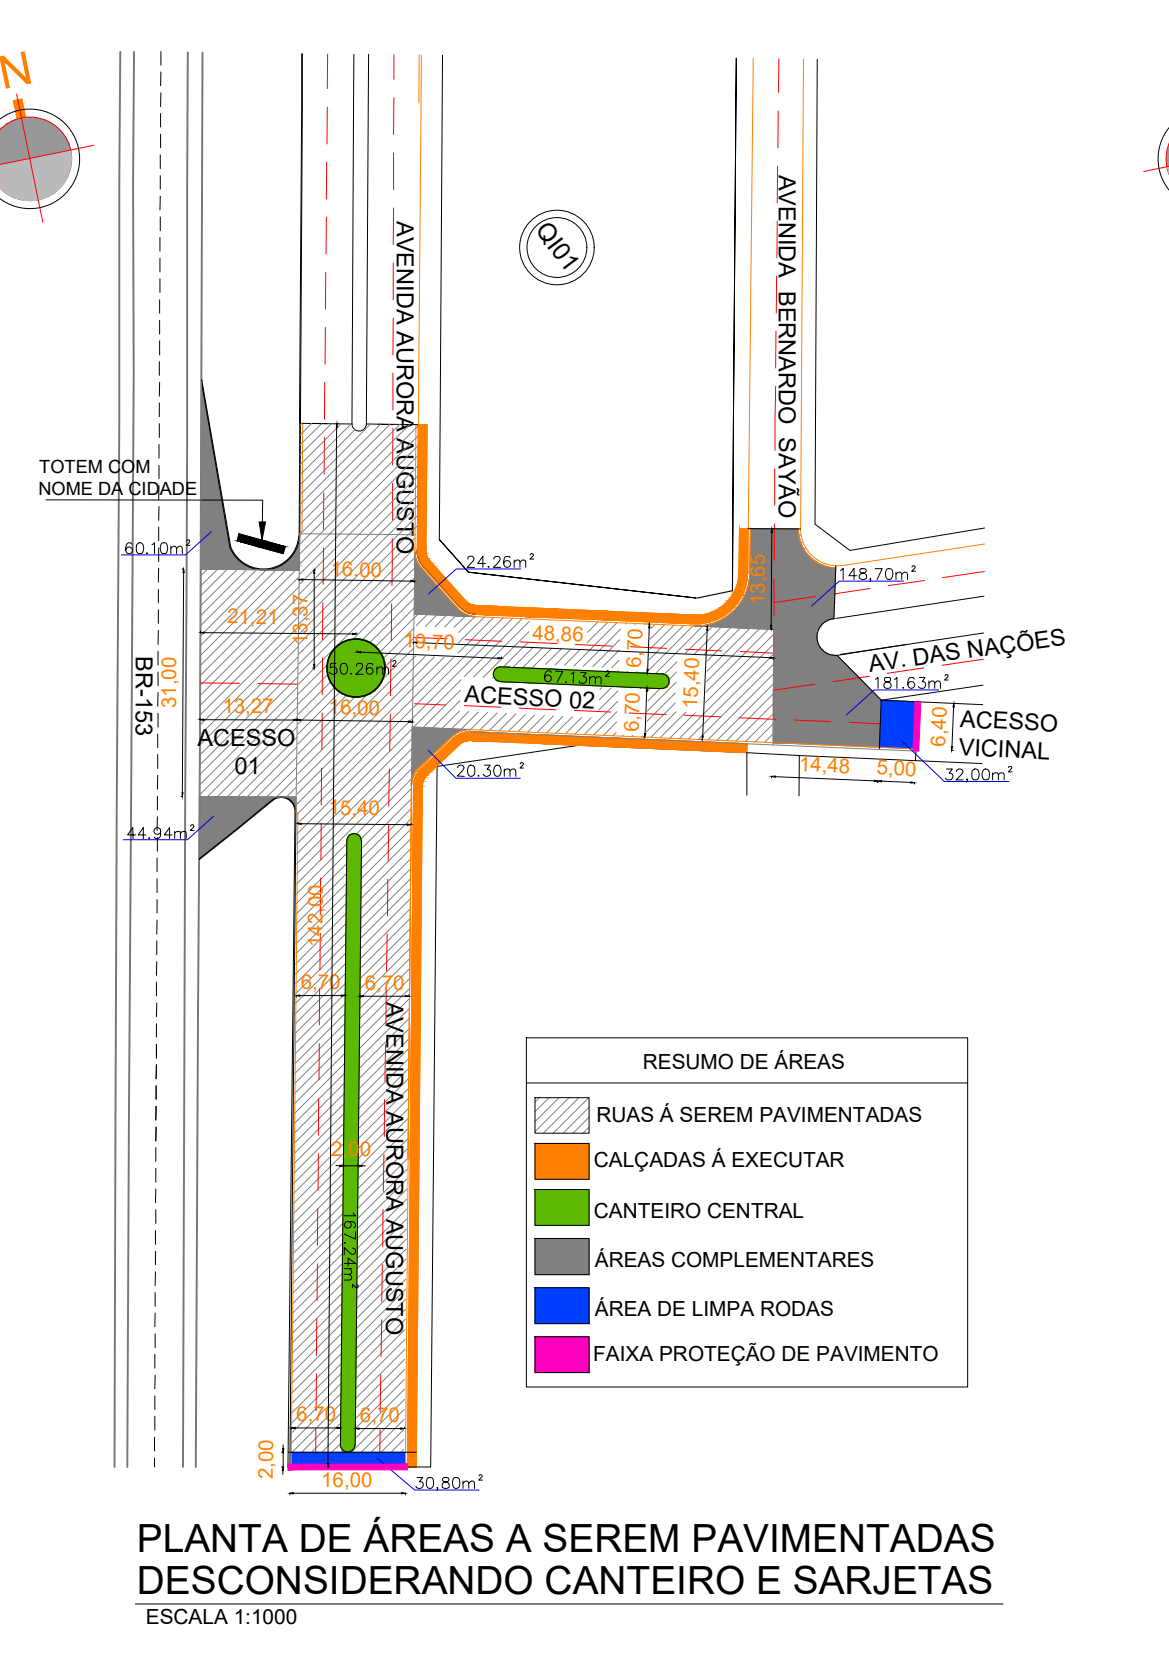 N
QI01
AVENIDA AURORA AUGUSTO
AVENIDA BERNARDO SAYÃO
TOTEM COM
NOME DA CIDADE
60.10m²
24.26m²
148,70m²
16.00
13,65
21,21
13,37
19,70
48,86
6,70
15,40
50.26m²
67.13m²
AV. DAS NAÇÕES
181.63m²
BR-153
31,00
13,27
16,00
ACESSO 02
6,70
ACESSO
01
6,40
ACESSO
VICINAL
20.30m²
14,48
5,00
32,00m²
44.94m²
15,40
142,00
6,70
6,70
AVENIDA AURORA AUGUSTO
2,00
167.24m²
6,70
6,70
2,00
16,00
30,80m²
RESUMO DE ÁREAS
RUAS Á SEREM PAVIMENTADAS
CALÇADAS Á EXECUTAR
CANTEIRO CENTRAL
ÁREAS COMPLEMENTARES
ÁREA DE LIMPA RODAS
FAIXA PROTEÇÃO DE PAVIMENTO
PLANTA DE ÁREAS A SEREM PAVIMENTADAS
DESCONSIDERANDO CANTEIRO E SARJETAS
ESCALA 1:1000